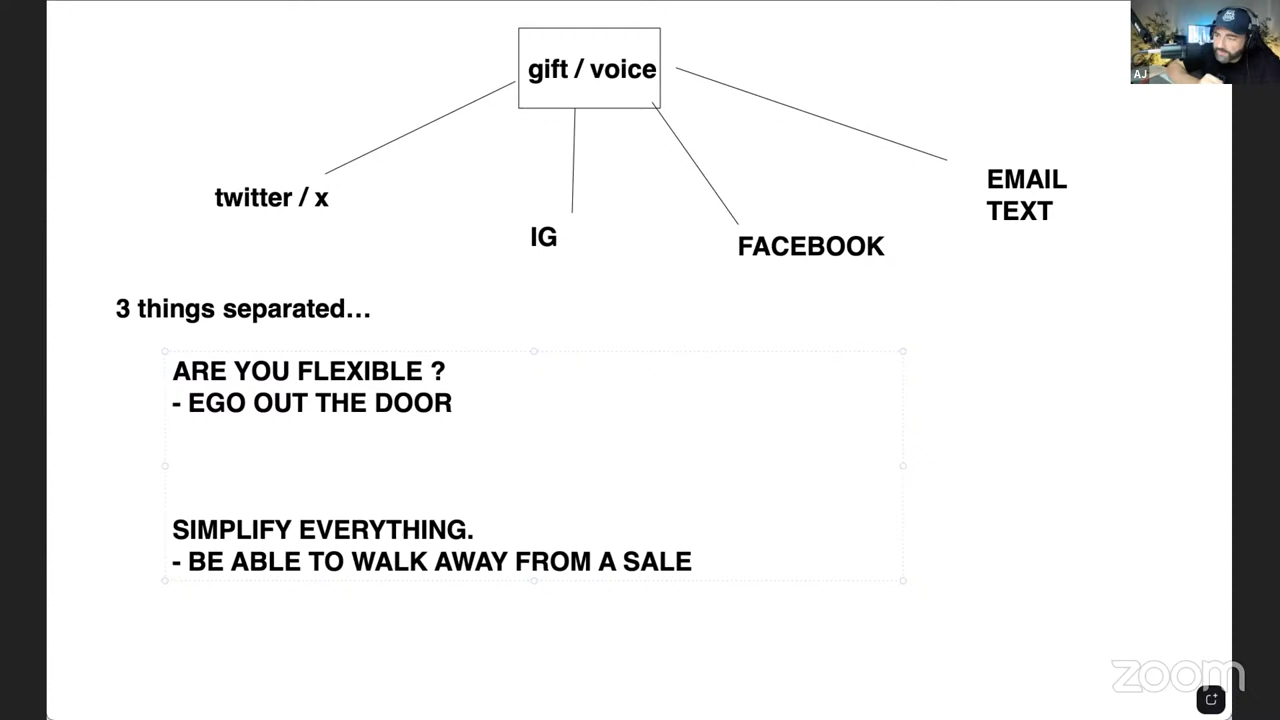 gift / voice
AJ
twitter / x
IG
FACEBOOK
EMAIL
TEXT
3 things separated...
ARE YOU FLEXIBLE ?
- EGO OUT THE DOOR
SIMPLIFY EVERYTHING.
- BE ABLE TO WALK AWAY FROM A SALE
zoom